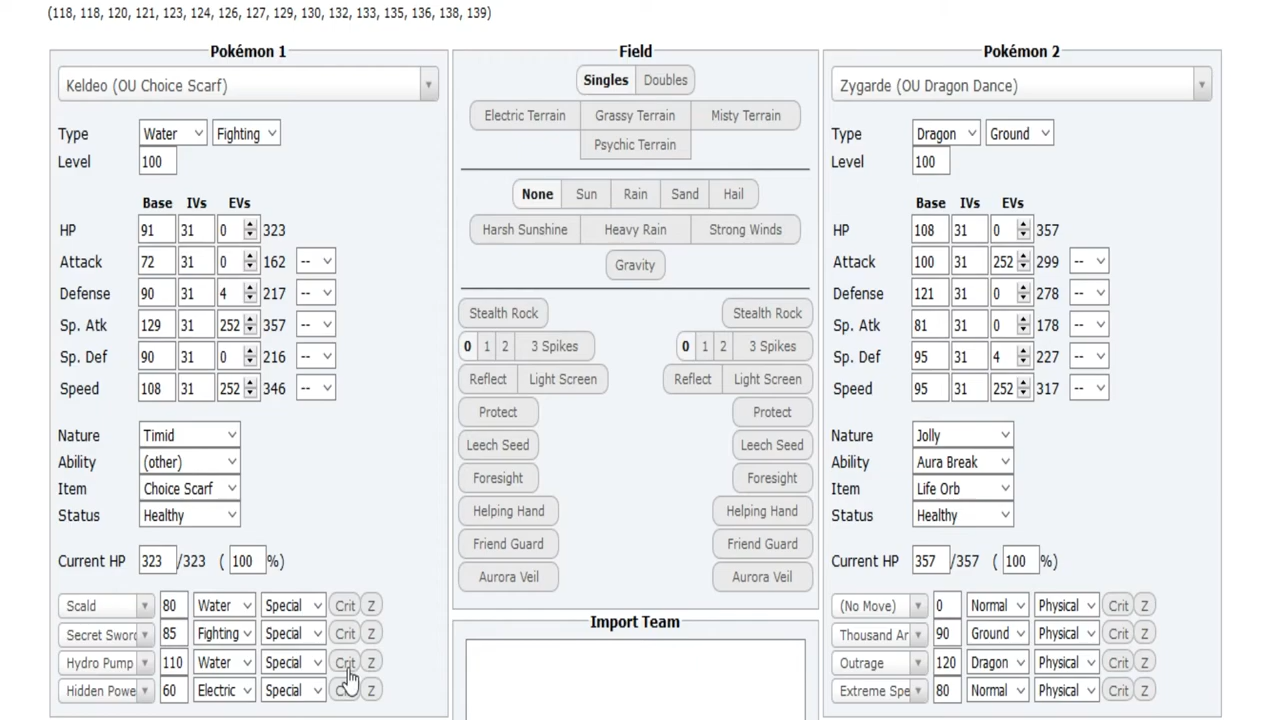 (118, 118, 120, 121, 123, 124, 126, 127, 129, 130, 132, 133, 135, 136, 138, 139)
Pokémon 1
Keldeo (OU Choice Scarf)
Type Water Fighting
Level 100
Base IVs EVs
HP 91 31 0 323
Attack 72 31 0 162 --
Defense 90 31 4 217 --
Sp. Atk 129 31 252 357 --
Sp. Def 90 31 0 216 --
Speed 108 31 252 346 --
Nature Timid
Ability (other)
Item Choice Scarf
Status Healthy
Current HP 323 /323 ( 100 %)
Scald 80 Water Special Crit Z
Secret Sword 85 Fighting Special Crit Z
Hydro Pump 110 Water Special Crit Z
Hidden Powe 60 Electric Special Z
Field
Singles Doubles
Electric Terrain Grassy Terrain Misty Terrain
Psychic Terrain
None Sun Rain Sand Hail
Harsh Sunshine Heavy Rain Strong Winds
Gravity
Stealth Rock Stealth Rock
0 1 2 3 Spikes 0 1 2 3 Spikes
Reflect Light Screen Reflect Light Screen
Protect Protect
Leech Seed Leech Seed
Foresight Foresight
Helping Hand Helping Hand
Friend Guard Friend Guard
Aurora Veil Aurora Veil
Import Team
Pokémon 2
Zygarde (OU Dragon Dance)
Type Dragon Ground
Level 100
Base IVs EVs
HP 108 31 0 357
Attack 100 31 252 299 --
Defense 121 31 0 278 --
Sp. Atk 81 31 0 178 --
Sp. Def 95 31 4 227 --
Speed 95 31 252 317 --
Nature Jolly
Ability Aura Break
Item Life Orb
Status Healthy
Current HP 357 /357 ( 100 %)
(No Move) 0 Normal Physical Crit Z
Thousand Ar 90 Ground Physical Crit Z
Outrage 120 Dragon Physical Crit Z
Extreme Spe 80 Normal Physical Crit Z